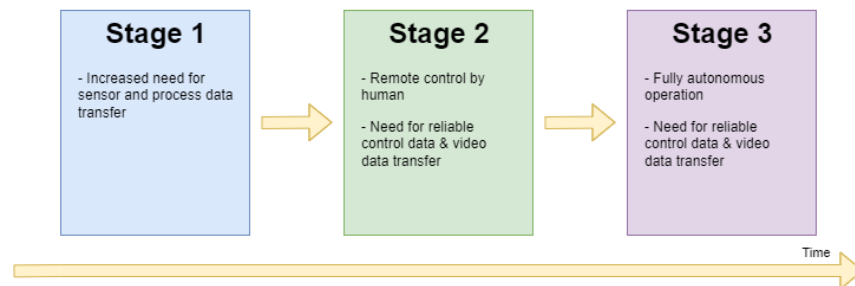 Stage 1
- Increased need for
sensor and process data
transfer
Stage 2
- Remote control by
human
- Need for reliable
control data & video
data transfer
Stage 3
- Fully autonomous
operation
- Need for reliable
control data & video
data transfer
Time